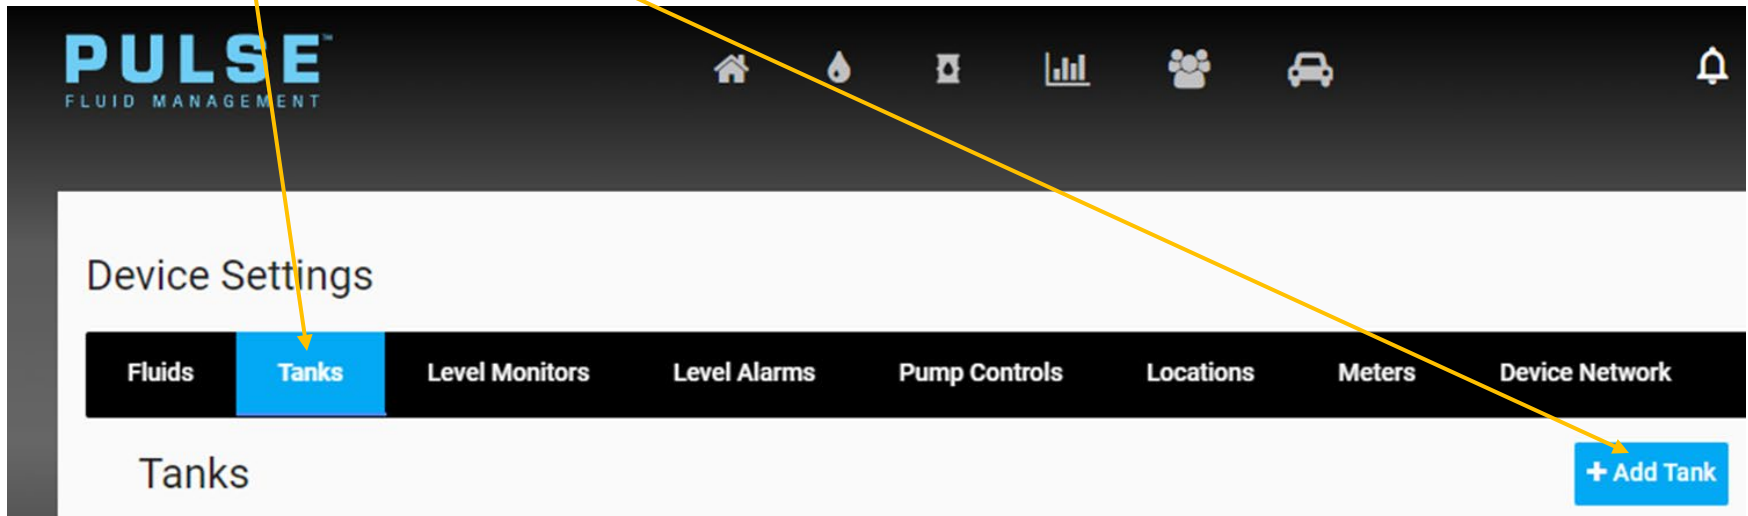 PULSE™
FLUID MANAGEMENT
Device Settings
Fluids Tanks Level Monitors Level Alarms Pump Controls Locations Meters Device Network
Tanks
+ Add Tank